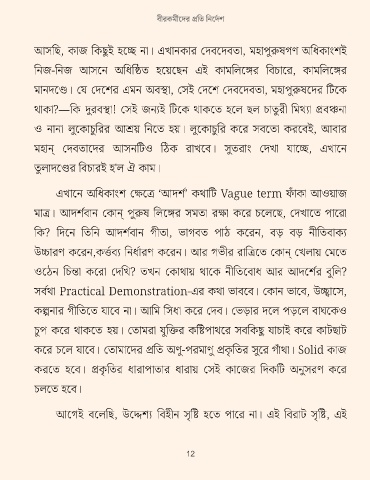 বীরকর্মীদের প্রতি নির্দেশ
আসছি, কাজ কিছুই হচ্ছে না। এখানকার দেবদেবতা, মহাপুরুষগণ অধিকাংশই
নিজ-নিজ আসনে অধিষ্ঠিত হয়েছেন এই কামলিঙ্গের বিচারে, কামলিঙ্গের
মানদণ্ডে। যে দেশের এমন অবস্থা, সেই দেশে দেবদেবতা, মহাপুরুষদের টিকে
থাকা?—কি দুরবস্থা! সেই জন্যই টিকে থাকতে হলে ছল চাতুরী মিথ্যা প্রবঞ্চনা
ও নানা লুকোচুরির আশ্রয় নিতে হয়। লুকোচুরি করে সবতো করবেই, আবার
মহান্ দেবতাদের আসনটিও ঠিক রাখবে। সুতরাং দেখা যাচ্ছে, এখানে
তুলাদণ্ডের বিচারই হ'ল ঐ কাম।
এখানে অধিকাংশ ক্ষেত্রে ‘আদর্শ’ কথাটি Vague term ফাঁকা আওয়াজ
মাত্র। আদর্শবান কোন্ পুরুষ লিঙ্গের সমতা রক্ষা করে চলেছে, দেখাতে পারো
কি? দিনে তিনি আদর্শবান গীতা, ভাগবত পাঠ করেন, বড় বড় নীতিবাক্য
উচ্চারণ করেন,কর্ত্তব্য নির্ধারণ করেন। আর গভীর রাত্রিতে কোন্ খেলায় মেতে
ওঠেন চিন্তা করো দেখি? তখন কোথায় থাকে নীতিবোধ আর আদর্শের বুলি?
সর্বথা Practical Demonstration-এর কথা ভাববে। কোন ভাবে, উচ্ছ্বাসে,
কল্পনার গীতিতে যাবে না। আমি সিধা করে দেব। ভেড়ার দলে পড়লে বাঘকেও
চুপ করে থাকতে হয়। তোমরা যুক্তির কষ্টিপাথরে সবকিছু যাচাই করে কাটছাট
করে চলে যাবে। তোমাদের প্রতি অণু-পরমাণু প্রকৃতির সুরে গাঁথা। Solid কাজ
করতে হবে। প্রকৃতির ধারাপাতার ধারায় সেই কাজের দিকটি অনুসরণ করে
চলতে হবে।
আগেই বলেছি, উদ্দেশ্য বিহীন সৃষ্টি হতে পারে না। এই বিরাট সৃষ্টি, এই
12